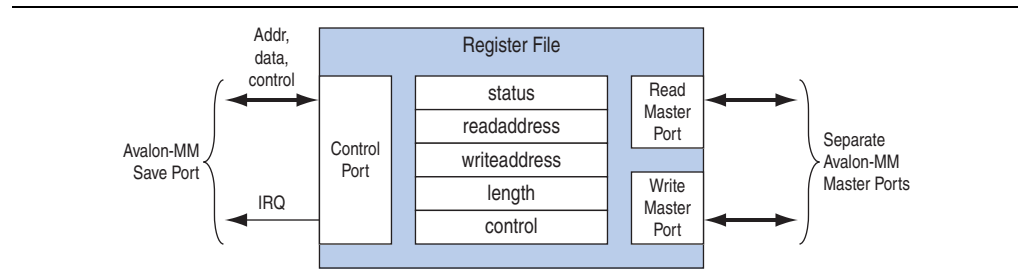 Addr,
data,
control
Register File
status
readaddress
writeaddress
length
control
Control
Port
Read
Master
Port
Write
Master
Port
Avalon-MM
Save Port
IRQ
Separate
Avalon-MM
Master Ports